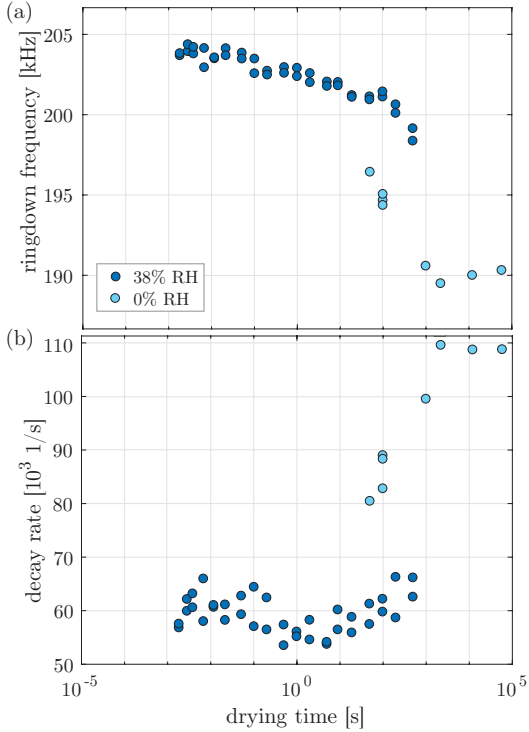 (a)
205
200
195
190
ringdown frequency [kHz]
38% RH
0% RH
(b)
110
100
90
80
70
60
50
decay rate [10³ 1/s]
10⁻⁵
10⁰
10⁵
drying time [s]